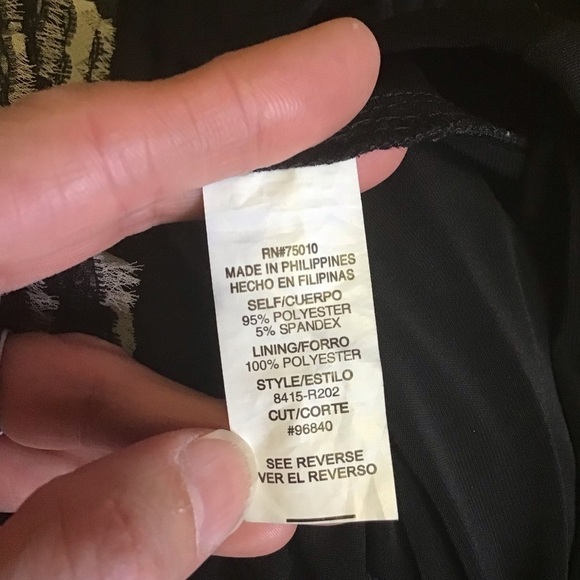 RN#75010
MADE IN PHILIPPINES
HECHO EN FILIPINAS
SELF/CUERPO
95% POLYESTER
5% SPANDEX
LINING/FORRO
100% POLYESTER
STYLE/ESTILO
8415-R202
CUT/CORTE
#96840
SEE REVERSE
VER EL REVERSO